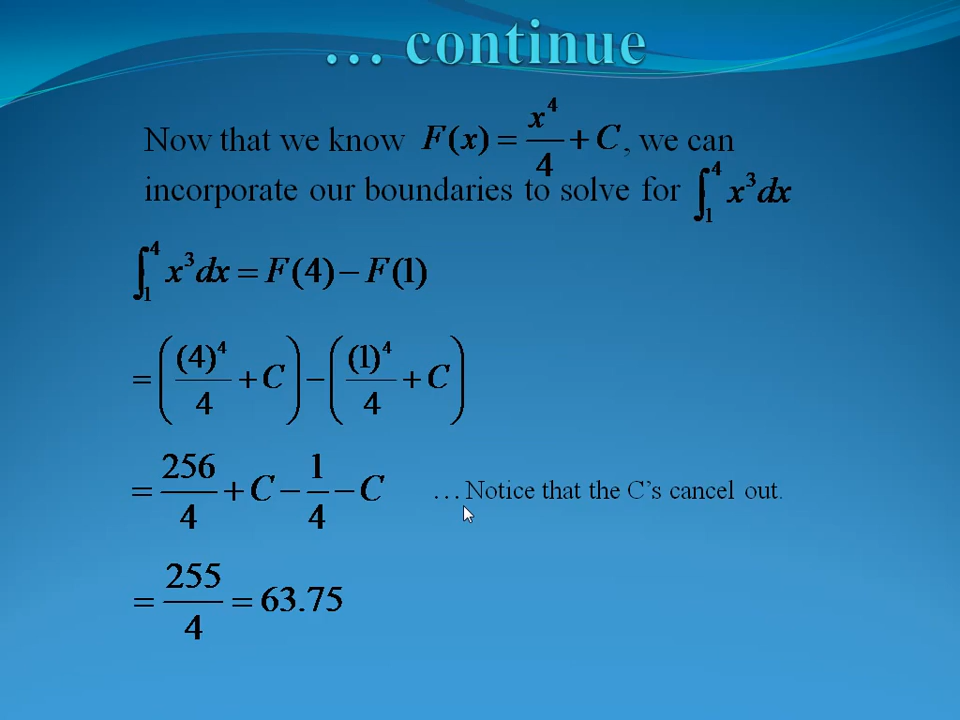 … continue
Now that we know F(x) = x⁴/4 + C, we can
incorporate our boundaries to solve for ∫₁⁴ x³dx
∫₁⁴ x³dx = F(4) − F(1)
= ((4)⁴/4 + C) − ((1)⁴/4 + C)
= 256/4 + C − 1/4 − C …Notice that the C's cancel out.
= 255/4 = 63.75